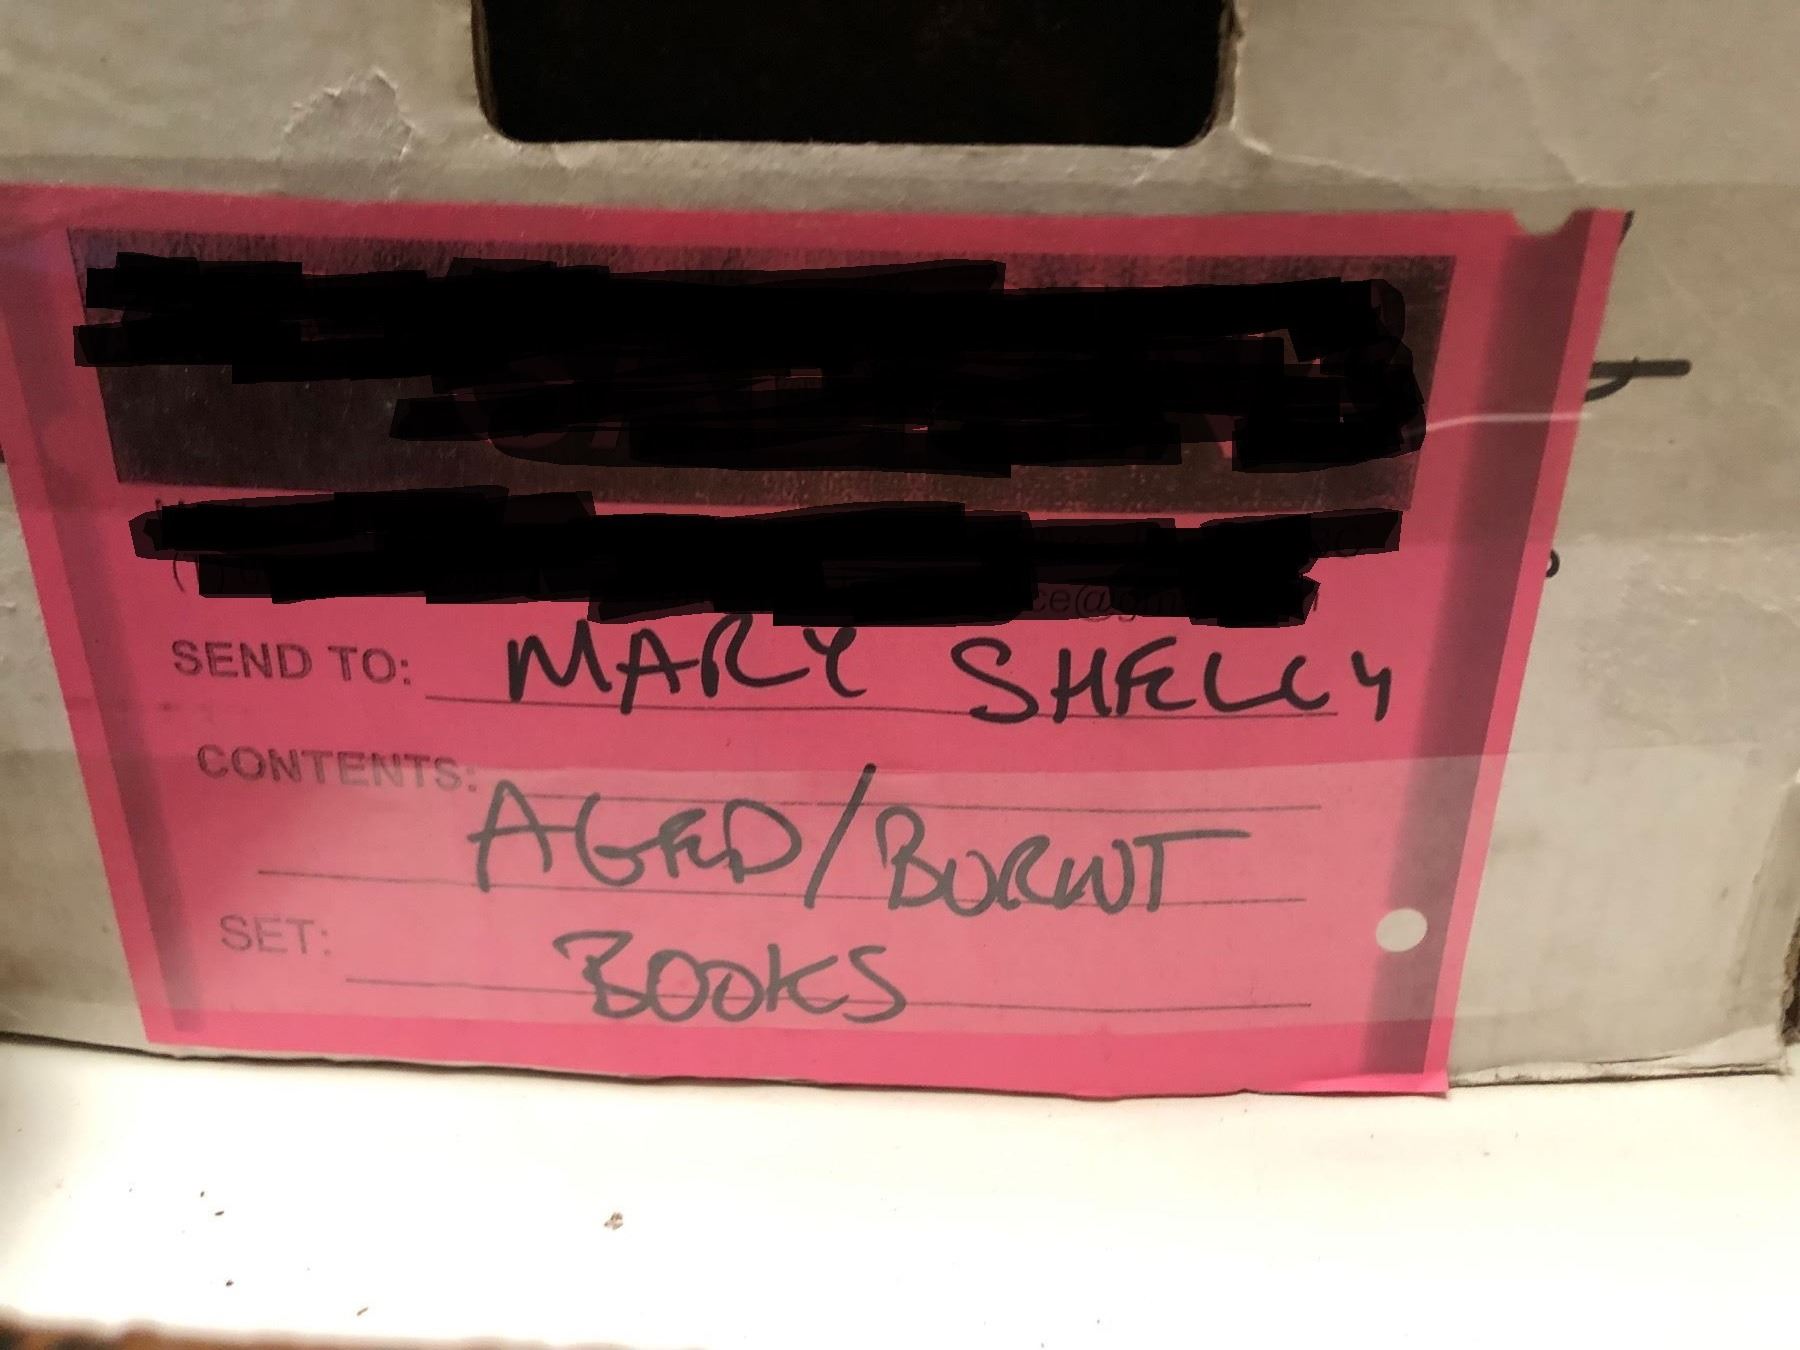 SEND TO: MARY SHELLY
CONTENTS:
AGED/BURNT
SET: BOOKS